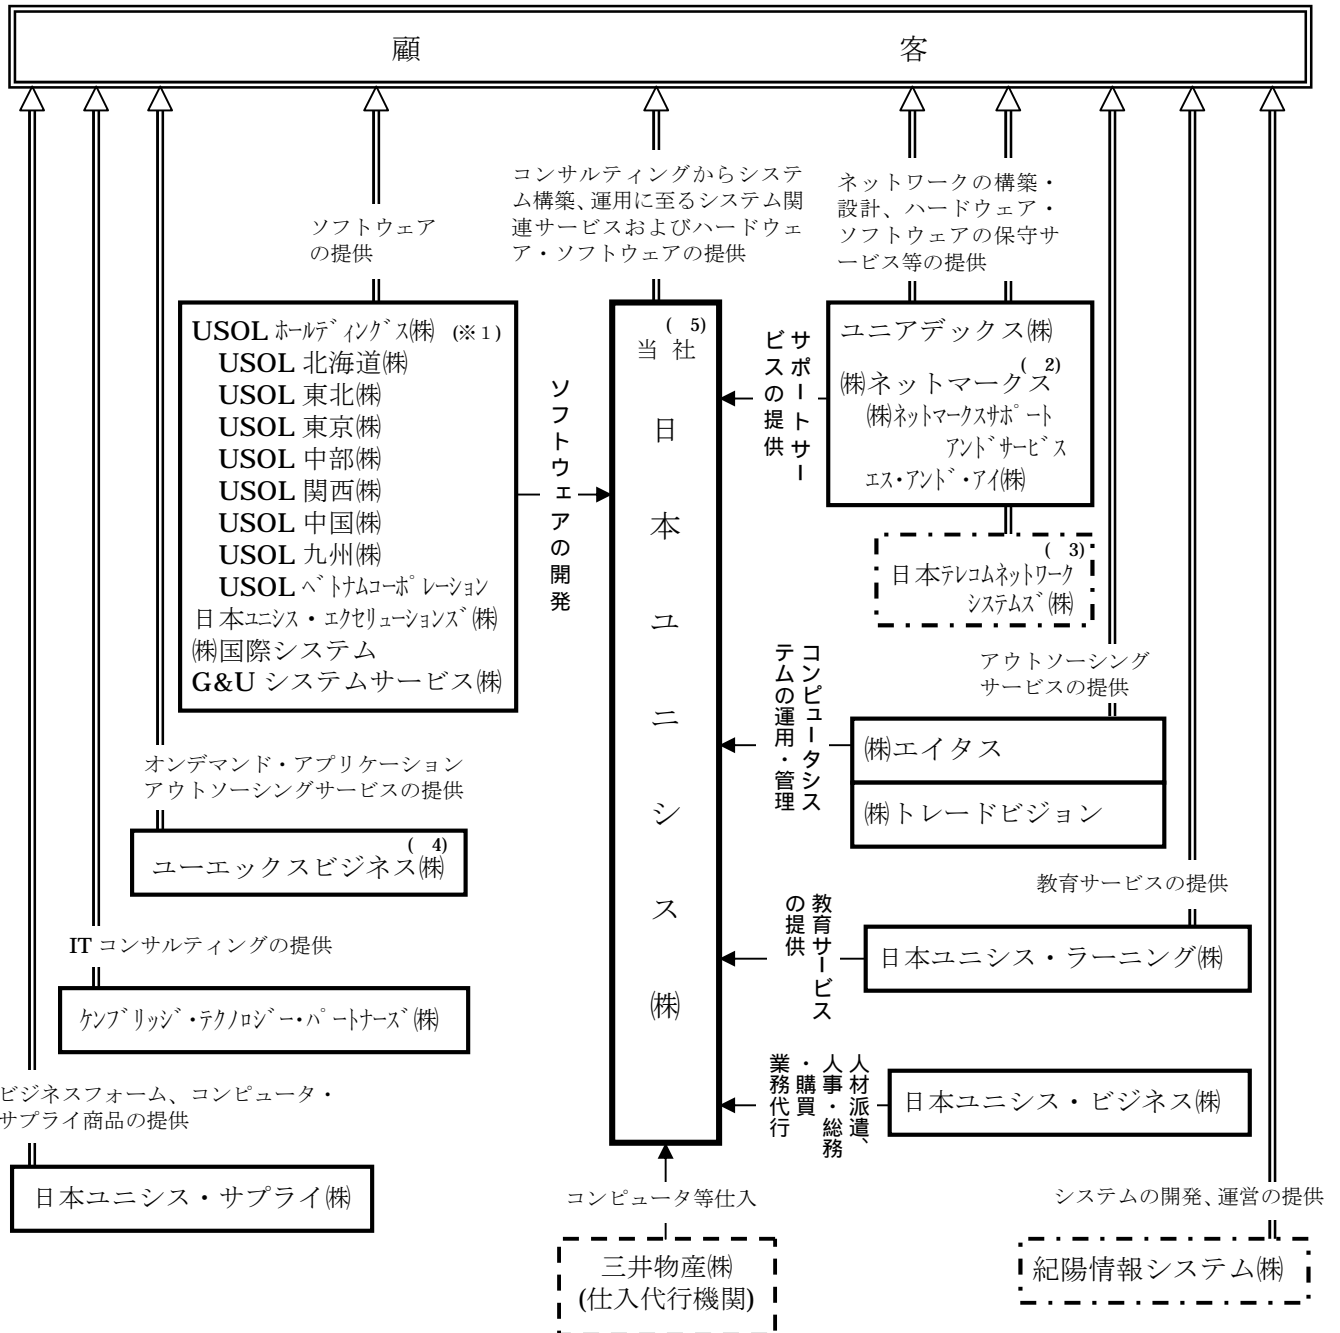 顧 客
ソフトウェア
の提供
コンサルティングからシステ
ム構築、運用に至るシステム関
連サービスおよびハードウェ
ア・ソフトウェアの提供
ネットワークの構築・
設計、ハードウェア・
ソフトウェアの保守サ
ービス等の提供
USOL ホールディングス㈱ (※1)
USOL 北海道㈱
USOL 東北㈱
USOL 東京㈱
USOL 中部㈱
USOL 関西㈱
USOL 中国㈱
USOL 九州㈱
USOL ベトナムコーポレーション
日本ユニシス・エクセリューションズ㈱
㈱国際システム
G&U システムサービス㈱
ソフトウェアの開発
( 5)
当 社
日本ユニシス㈱
サポートサー
ビスの提供
ユニアデックス㈱
( 2)
㈱ネットマークス
㈱ネットマークスサポート
アンドサービス
エス・アンド・アイ㈱
( 3)
日本テレコムネットワーク
システムズ㈱
アウトソーシング
サービスの提供
コンピュータシス
テムの運用・管理
㈱エイタス
㈱トレードビジョン
オンデマンド・アプリケーション
アウトソーシングサービスの提供
( 4)
ユーエックスビジネス㈱
教育サービスの提供
教育サービス
の提供
日本ユニシス・ラーニング㈱
IT コンサルティングの提供
ケンブリッジ・テクノロジー・パートナーズ㈱
人材派遣、
人事・総務
・購買
業務代行
日本ユニシス・ビジネス㈱
ビジネスフォーム、コンピュータ・
サプライ商品の提供
日本ユニシス・サプライ㈱
コンピュータ等仕入
三井物産㈱
(仕入代行機関)
システムの開発、運営の提供
紀陽情報システム㈱